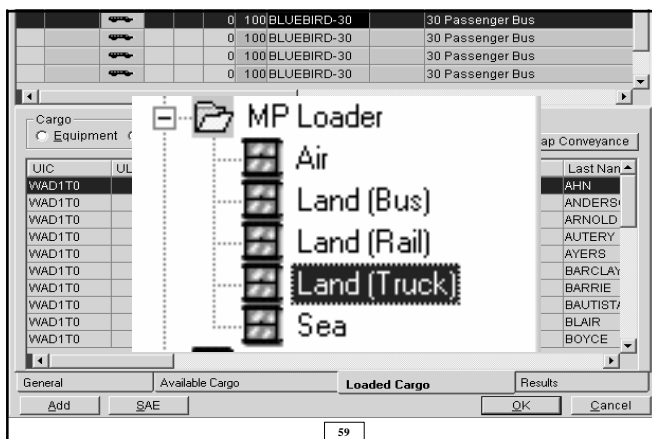 0 100 BLUEBIRD-30 30 Passenger Bus
0 100 BLUEBIRD-30 30 Passenger Bus
0 100 BLUEBIRD-30 30 Passenger Bus
0 100 BLUEBIRD-30 30 Passenger Bus
Cargo
Equipment
ap Conveyance
MP Loader
Air
Land (Bus)
Land (Rail)
Land (Truck)
Sea
UIC UL Last Nan
WAD1T0 AHN
WAD1T0 ANDERS
WAD1T0 ARNOLD
WAD1T0 AUTERY
WAD1T0 AYERS
WAD1T0 BARCLAY
WAD1T0 BARRIE
WAD1T0 BAUTISTA
WAD1T0 BLAIR
WAD1T0 BOYCE
General Available Cargo Loaded Cargo Results
Add SAE OK Cancel
59